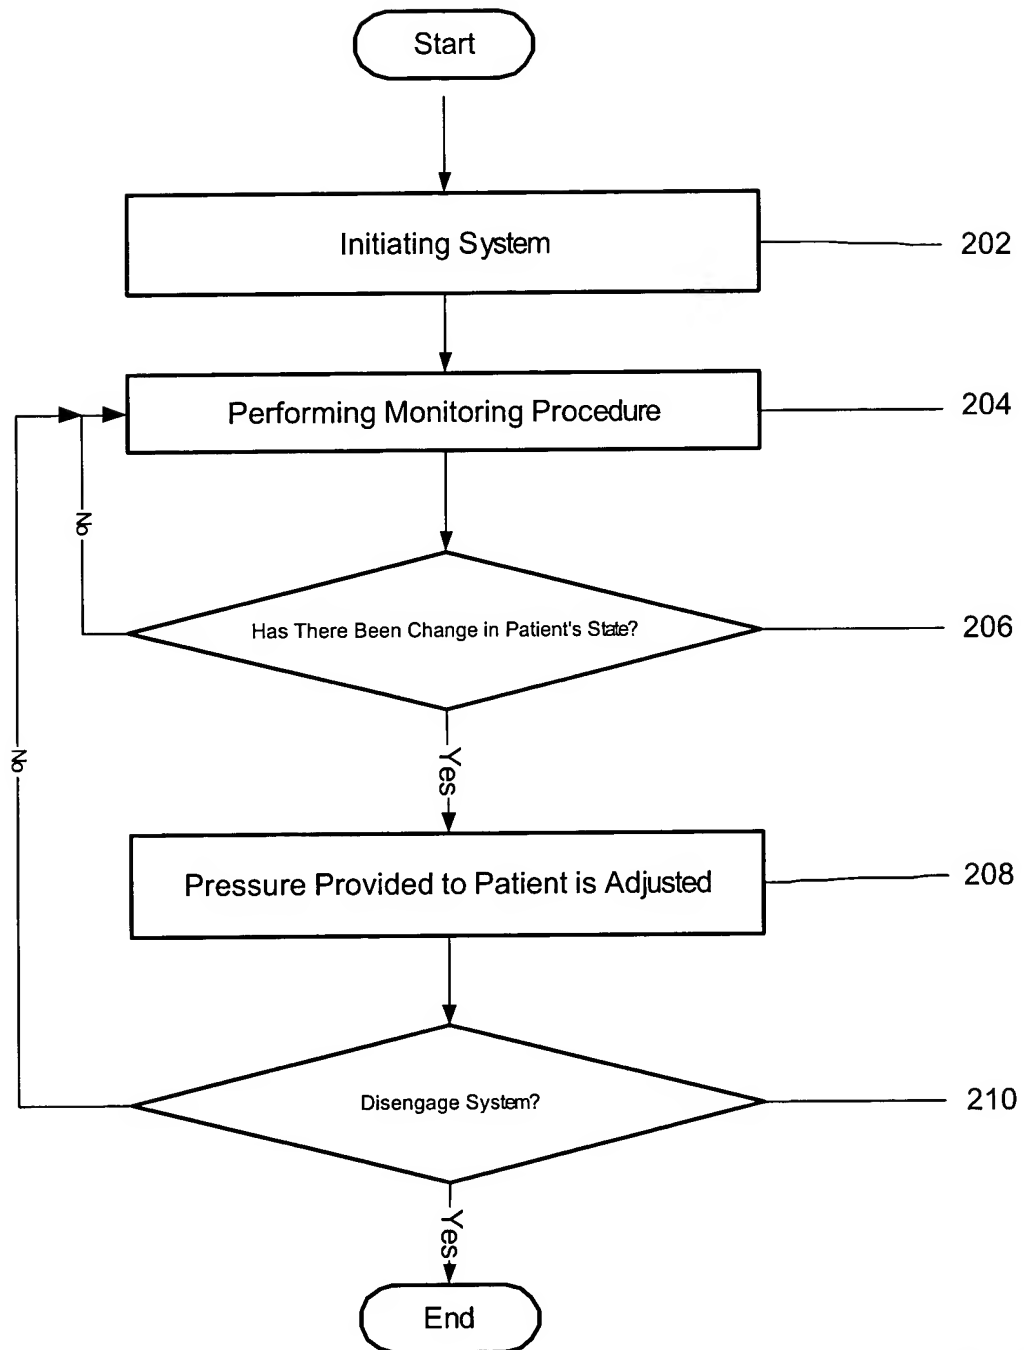 Start
Initiating System
202
Performing Monitoring Procedure
204
No
Has There Been Change in Patient's State?
206
No
Yes
Pressure Provided to Patient is Adjusted
208
Disengage System?
210
Yes
End